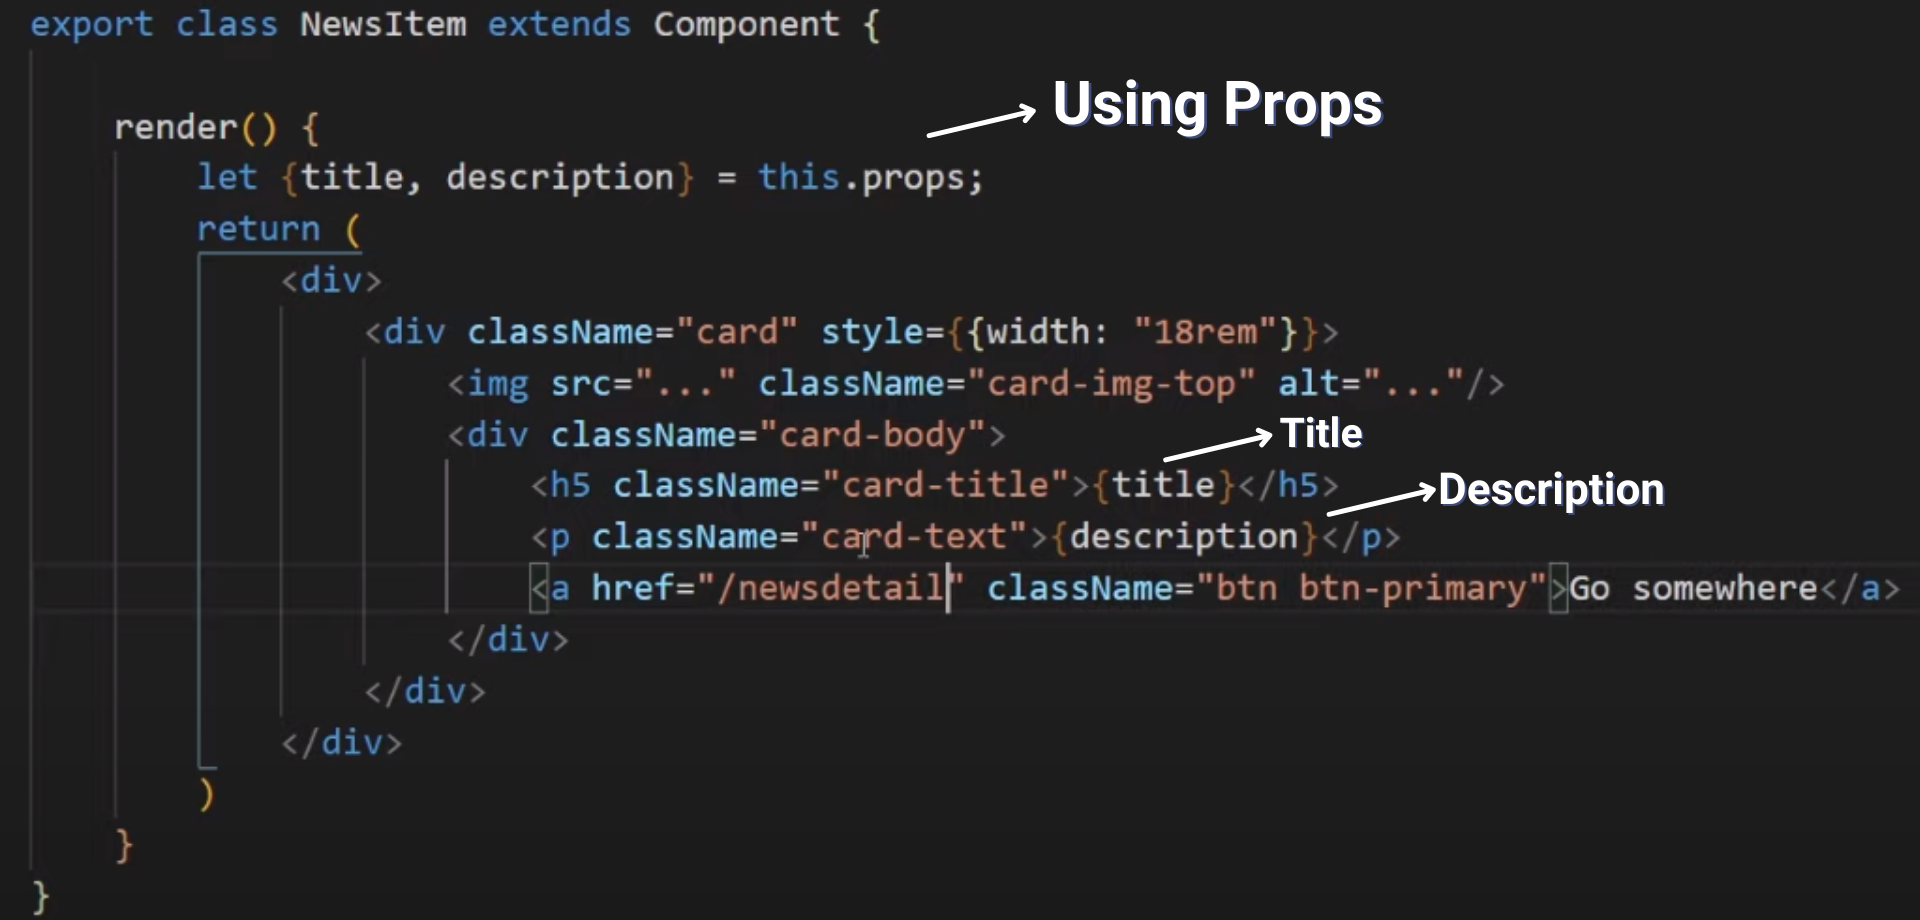 export class NewsItem extends Component {
Using Props
render() {
let {title, description} = this.props;
return (
<div>
<div className="card" style={{width: "18rem"}}>
<img src="..." className="card-img-top" alt="..."/>
<div className="card-body">
Title
<h5 className="card-title">{title}</h5>
Description
<p className="card-text">{description}</p>
<a href="/newsdetail" className="btn btn-primary">Go somewhere</a>
</div>
</div>
</div>
)
}
}